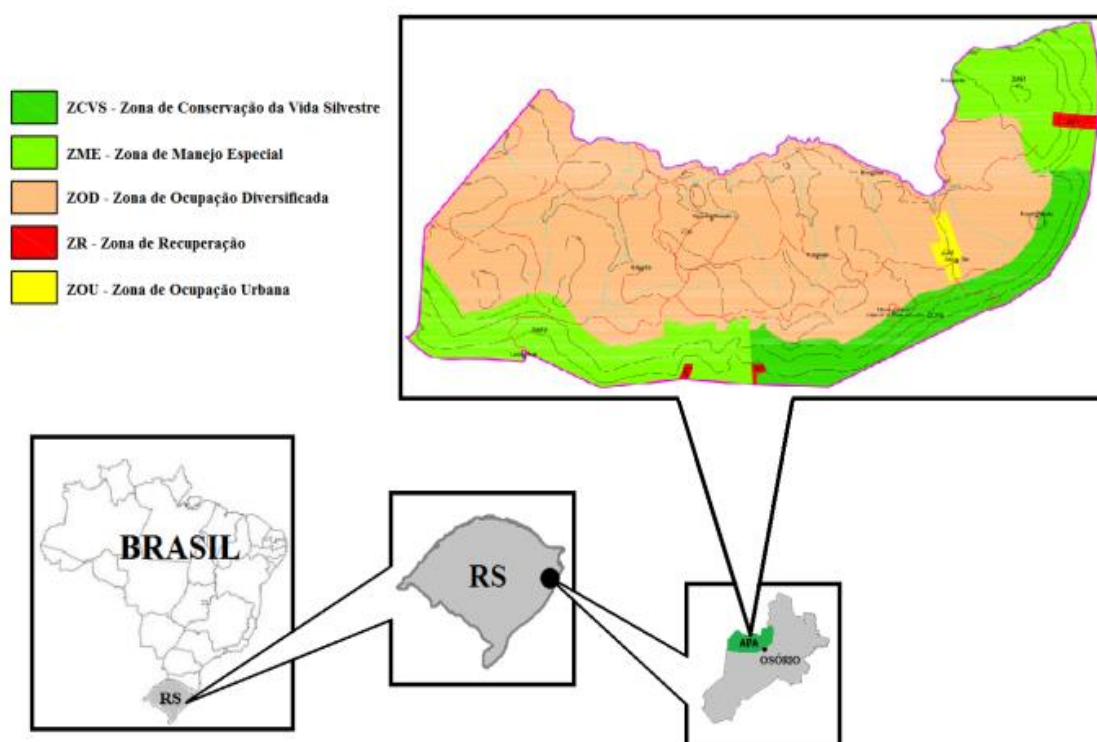 ZCVS - Zona de Conservação da Vida Silvestre
ZME - Zona de Manejo Especial
ZOD - Zona de Ocupação Diversificada
ZR - Zona de Recuperação
ZOU - Zona de Ocupação Urbana
BRASIL
RS
RS
APA
OSÓRIO